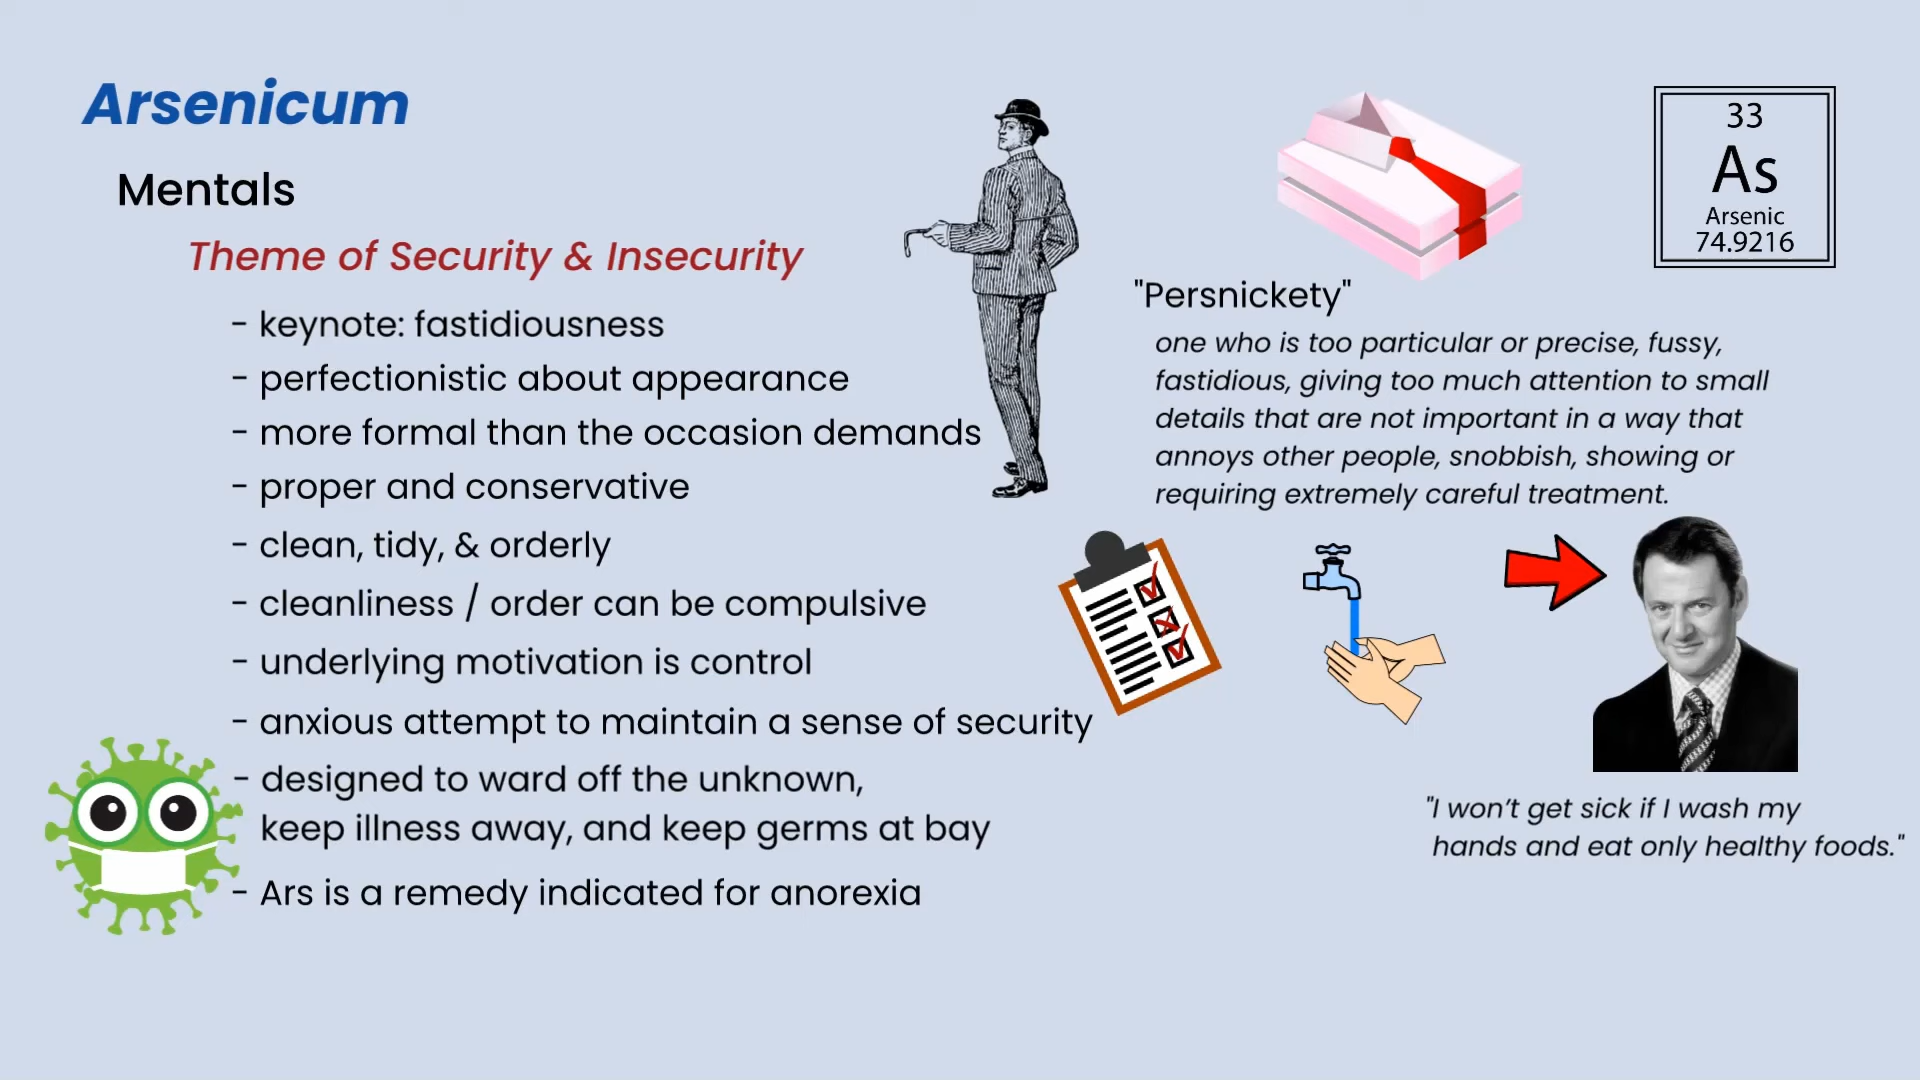 Arsenicum
Mentals
Theme of Security & Insecurity
- keynote: fastidiousness
- perfectionistic about appearance
- more formal than the occasion demands
- proper and conservative
- clean, tidy, & orderly
- cleanliness / order can be compulsive
- underlying motivation is control
- anxious attempt to maintain a sense of security
- designed to ward off the unknown,
keep illness away, and keep germs at bay
- Ars is a remedy indicated for anorexia
"Persnickety"
one who is too particular or precise, fussy,
fastidious, giving too much attention to small
details that are not important in a way that
annoys other people, snobbish, showing or
requiring extremely careful treatment.
33
As
Arsenic
74.9216
"I won't get sick if I wash my
hands and eat only healthy foods."